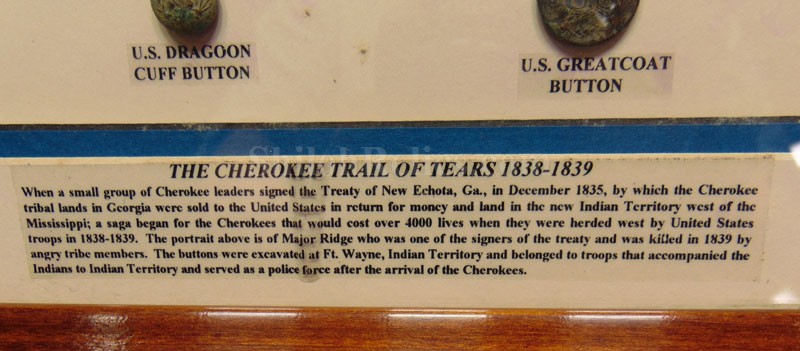 U.S. DRAGOON
CUFF BUTTON
U.S. GREATCOAT
BUTTON
THE CHEROKEE TRAIL OF TEARS 1838-1839
When a small group of Cherokee leaders signed the Treaty of New Echota, Ga., in December 1835, by which the Cherokee
tribal lands in Georgia were sold to the United States in return for money and land in the new Indian Territory west of the
Mississippi; a saga began for the Cherokees that would cost over 4000 lives when they were herded west by United States
troops in 1838-1839. The portrait above is of Major Ridge who was one of the signers of the treaty and was killed in 1839 by
angry tribe members. The buttons were excavated at Ft. Wayne, Indian Territory and belonged to troops that accompanied the
Indians to Indian Territory and served as a police force after the arrival of the Cherokees.